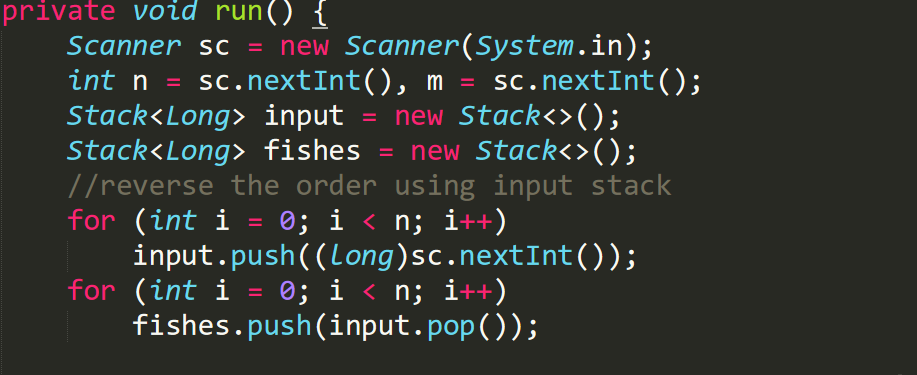 private void run() {
    Scanner sc = new Scanner(System.in);
    int n = sc.nextInt(), m = sc.nextInt();
    Stack<Long> input = new Stack<>();
    Stack<Long> fishes = new Stack<>();
    //reverse the order using input stack
    for (int i = 0; i < n; i++)
        input.push((long)sc.nextInt());
    for (int i = 0; i < n; i++)
        fishes.push(input.pop());